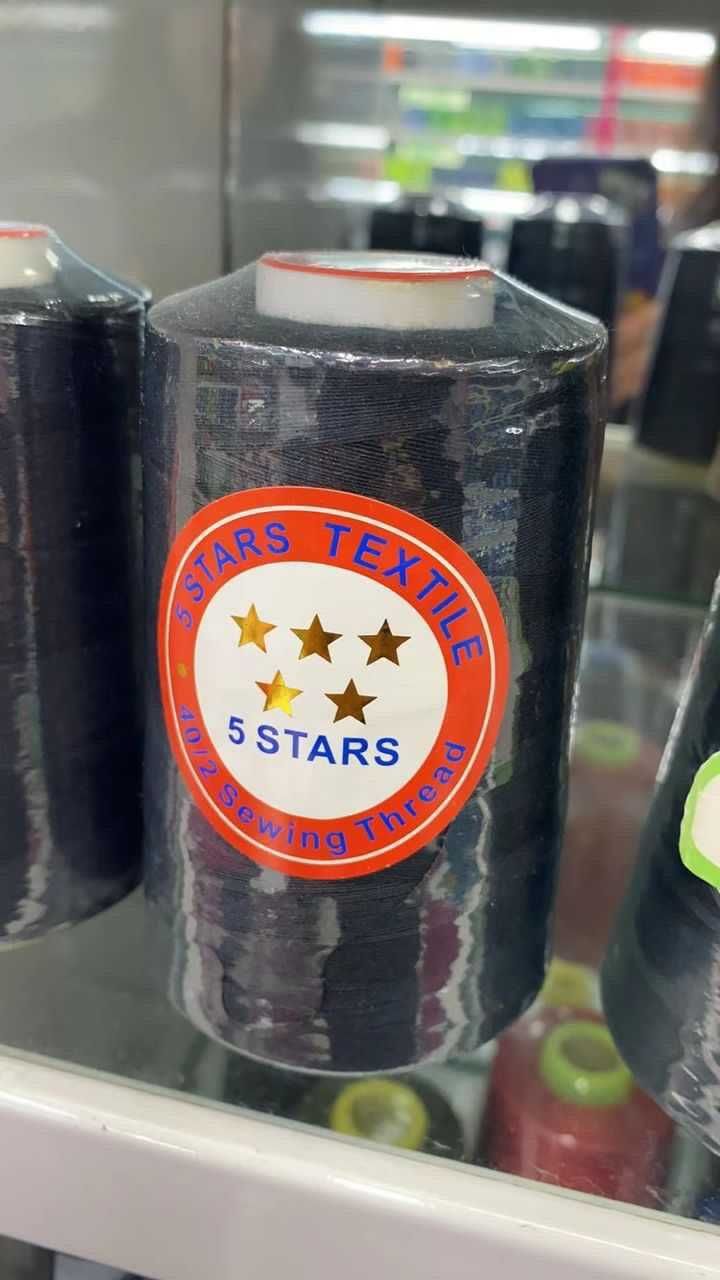 5 STARS TEXTILE
5 STARS
40/2 Sewing Thread